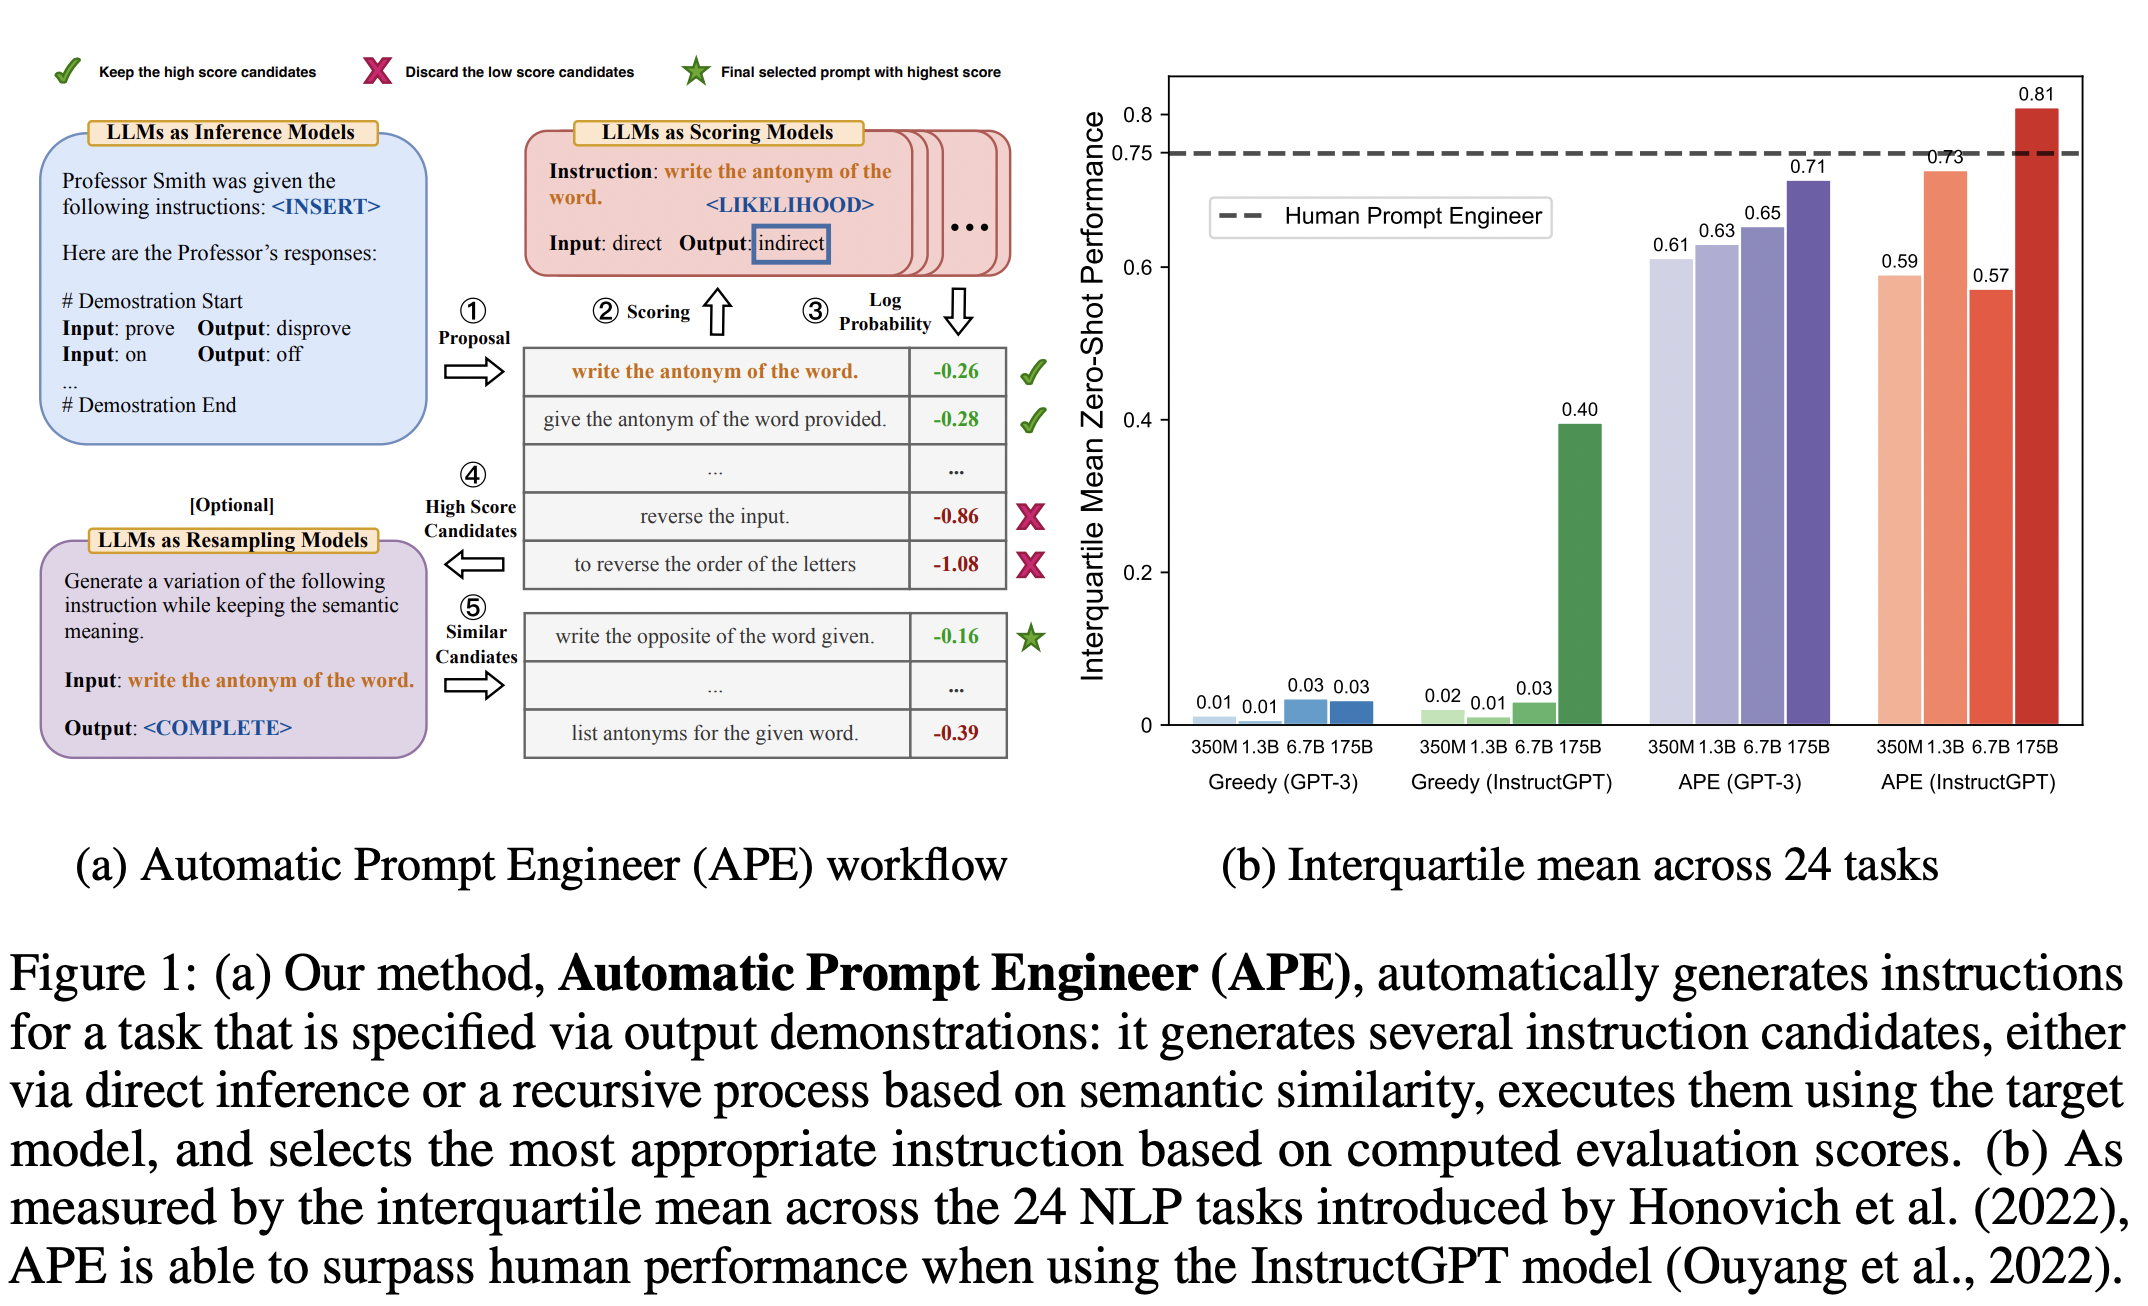 Keep the high score candidates
Discard the low score candidates
Final selected prompt with highest score
LLMs as Inference Models
Professor Smith was given the
following instructions: <INSERT>
Here are the Professor's responses:
# Demostration Start
Input: prove Output: disprove
Input: on Output: off
...
# Demostration End
LLMs as Scoring Models
Instruction: write the antonym of the
word.
<LIKELIHOOD>
Input: direct Output: indirect
...
① Proposal
② Scoring
③ Log
Probability
write the antonym of the word. -0.26
give the antonym of the word provided. -0.28
... ...
reverse the input. -0.86
to reverse the order of the letters -1.08
④
High Score
Candidates
[Optional]
LLMs as Resampling Models
Generate a variation of the following
instruction while keeping the semantic
meaning.
Input: write the antonym of the word.
Output: <COMPLETE>
⑤
Similar
Candiates
write the opposite of the word given. -0.16
... ...
list antonyms for the given word. -0.39
(a) Automatic Prompt Engineer (APE) workflow
Interquartile Mean Zero-Shot Performance
0.8
0.75
0.6
0.4
0.2
0
Human Prompt Engineer
0.01 0.01 0.03 0.03
0.02 0.01 0.03 0.40
0.61 0.63 0.65 0.71
0.59 0.73 0.57 0.81
350M 1.3B 6.7B 175B 350M 1.3B 6.7B 175B 350M 1.3B 6.7B 175B 350M 1.3B 6.7B 175B
Greedy (GPT-3) Greedy (InstructGPT) APE (GPT-3) APE (InstructGPT)
(b) Interquartile mean across 24 tasks
Figure 1: (a) Our method, Automatic Prompt Engineer (APE), automatically generates instructions
for a task that is specified via output demonstrations: it generates several instruction candidates, either
via direct inference or a recursive process based on semantic similarity, executes them using the target
model, and selects the most appropriate instruction based on computed evaluation scores. (b) As
measured by the interquartile mean across the 24 NLP tasks introduced by Honovich et al. (2022),
APE is able to surpass human performance when using the InstructGPT model (Ouyang et al., 2022).